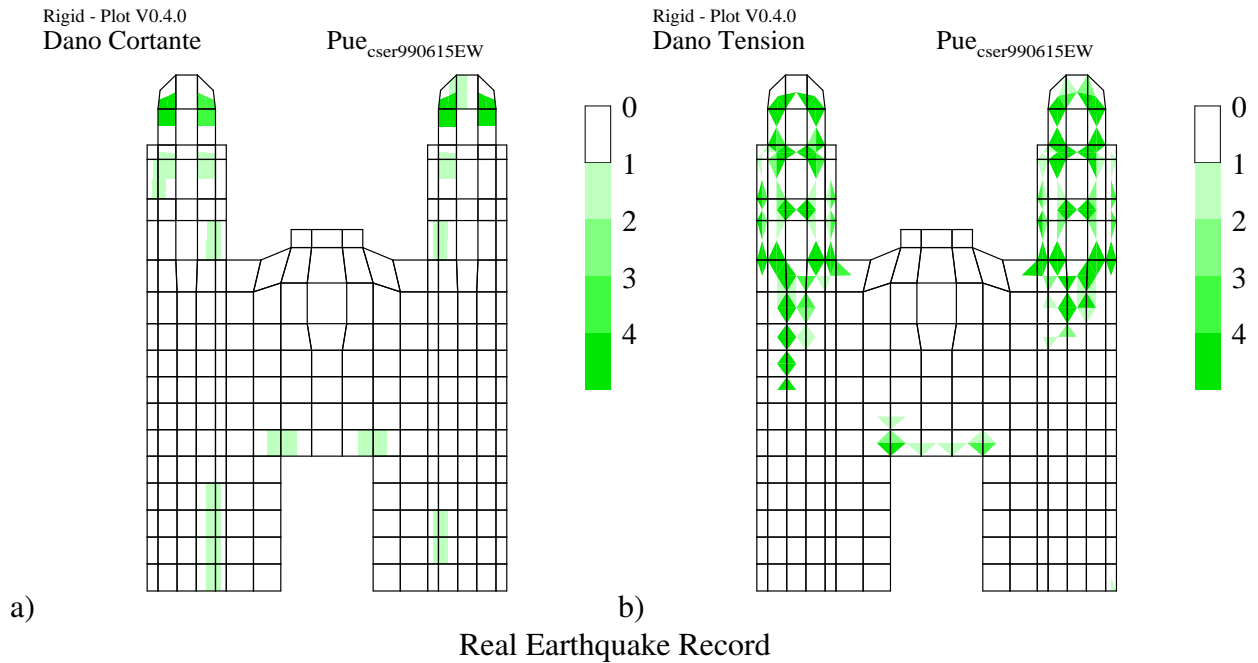 Rigid - Plot V0.4.0
Dano Cortante
Pue cser990615EW
0
1
2
3
4
a)
Rigid - Plot V0.4.0
Dano Tension
Pue cser990615EW
0
1
2
3
4
b)
Real Earthquake Record